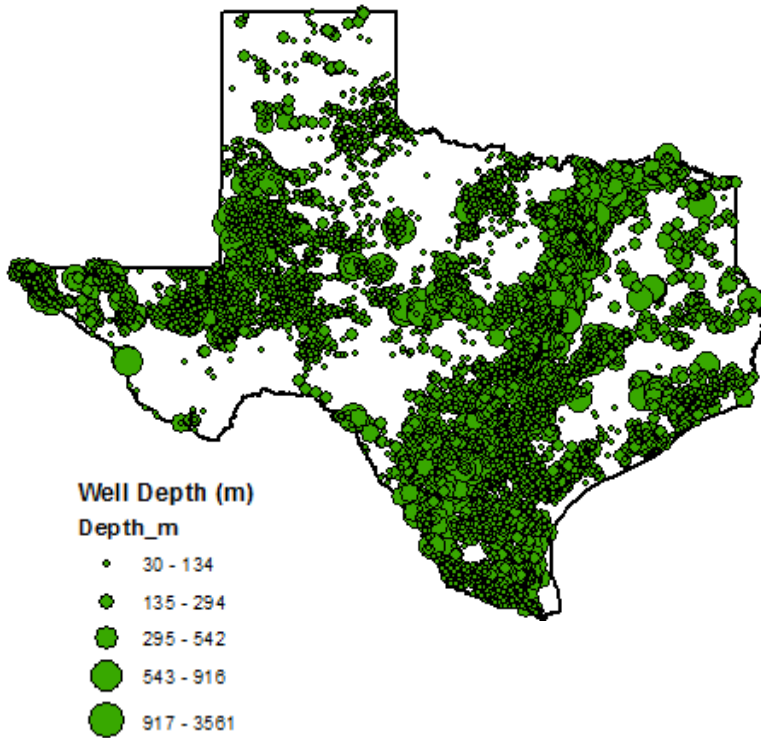 Well Depth (m)
Depth_m
30 - 134
135 - 294
295 - 542
543 - 916
917 - 3561